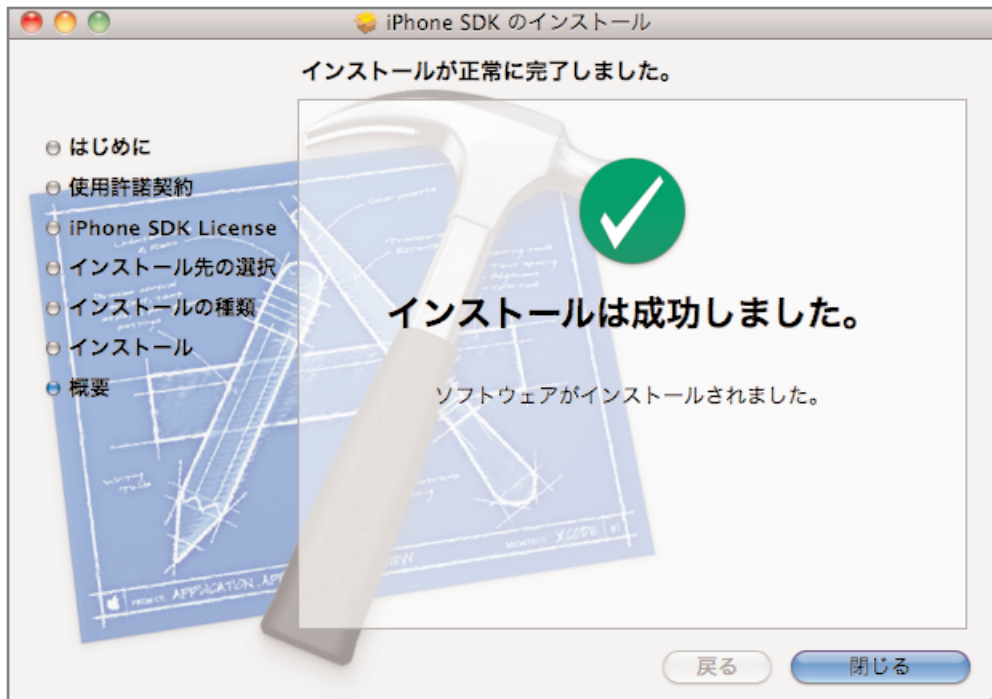 iPhone SDK のインストール
インストールが正常に完了しました。
はじめに
使用許諾契約
iPhone SDK License
インストール先の選択
インストールの種類
インストール
概要
インストールは成功しました。
ソフトウェアがインストールされました。
PROJECT: APPLICATION.APP
XCODE
戻る
閉じる